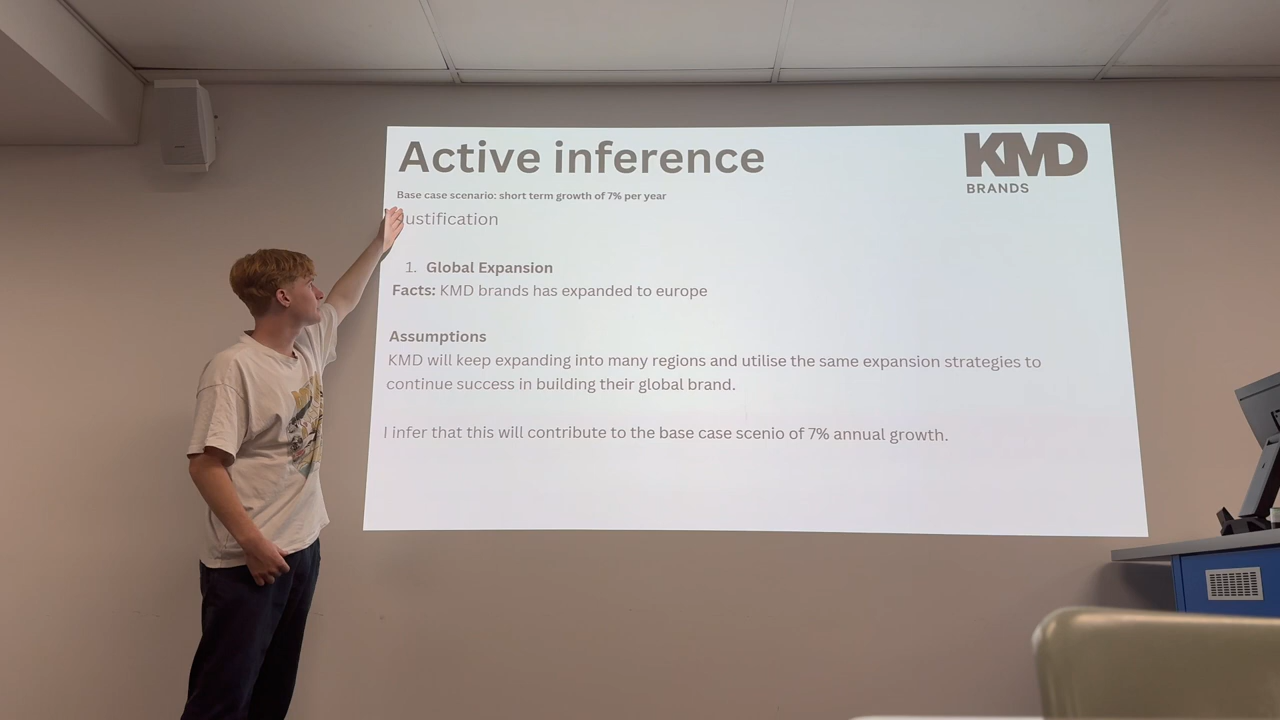 Active inference
KMD
BRANDS
Base case scenario: short term growth of 7% per year
ustification
1. Global Expansion
Facts: KMD brands has expanded to europe
Assumptions
KMD will keep expanding into many regions and utilise the same expansion strategies to
continue success in building their global brand.
I infer that this will contribute to the base case scenio of 7% annual growth.